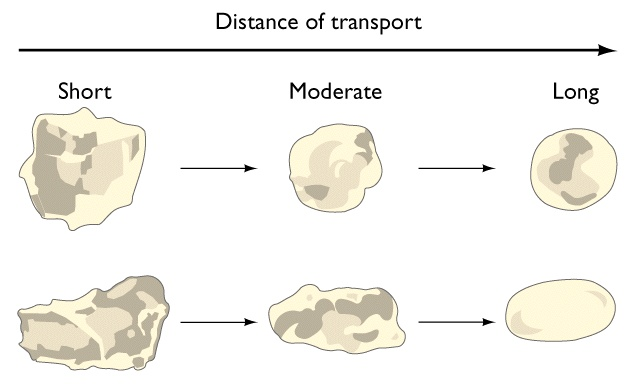 Distance of transport
Short Moderate Long